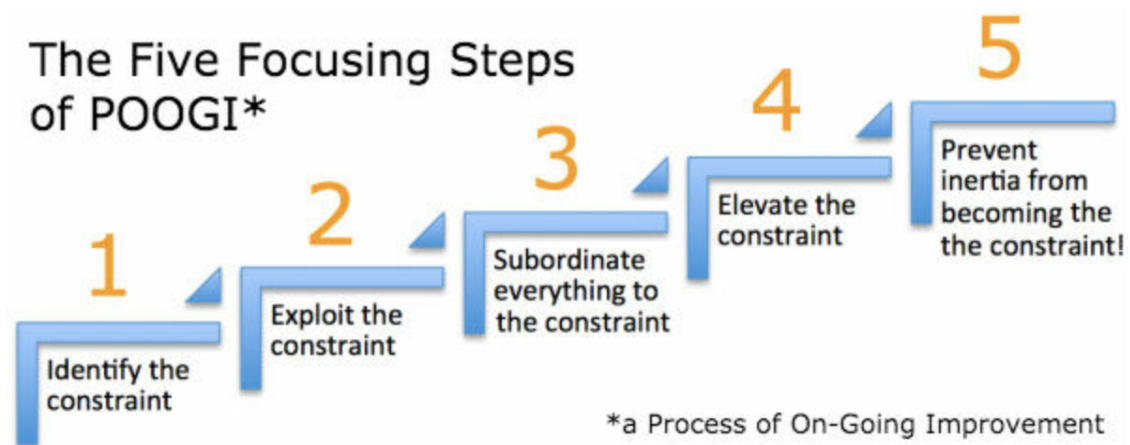 The Five Focusing Steps
of POOGI*
1
Identify the
constraint
2
Exploit the
constraint
3
Subordinate
everything to
the constraint
4
Elevate the
constraint
5
Prevent
inertia from
becoming the
the constraint!
*a Process of On-Going Improvement